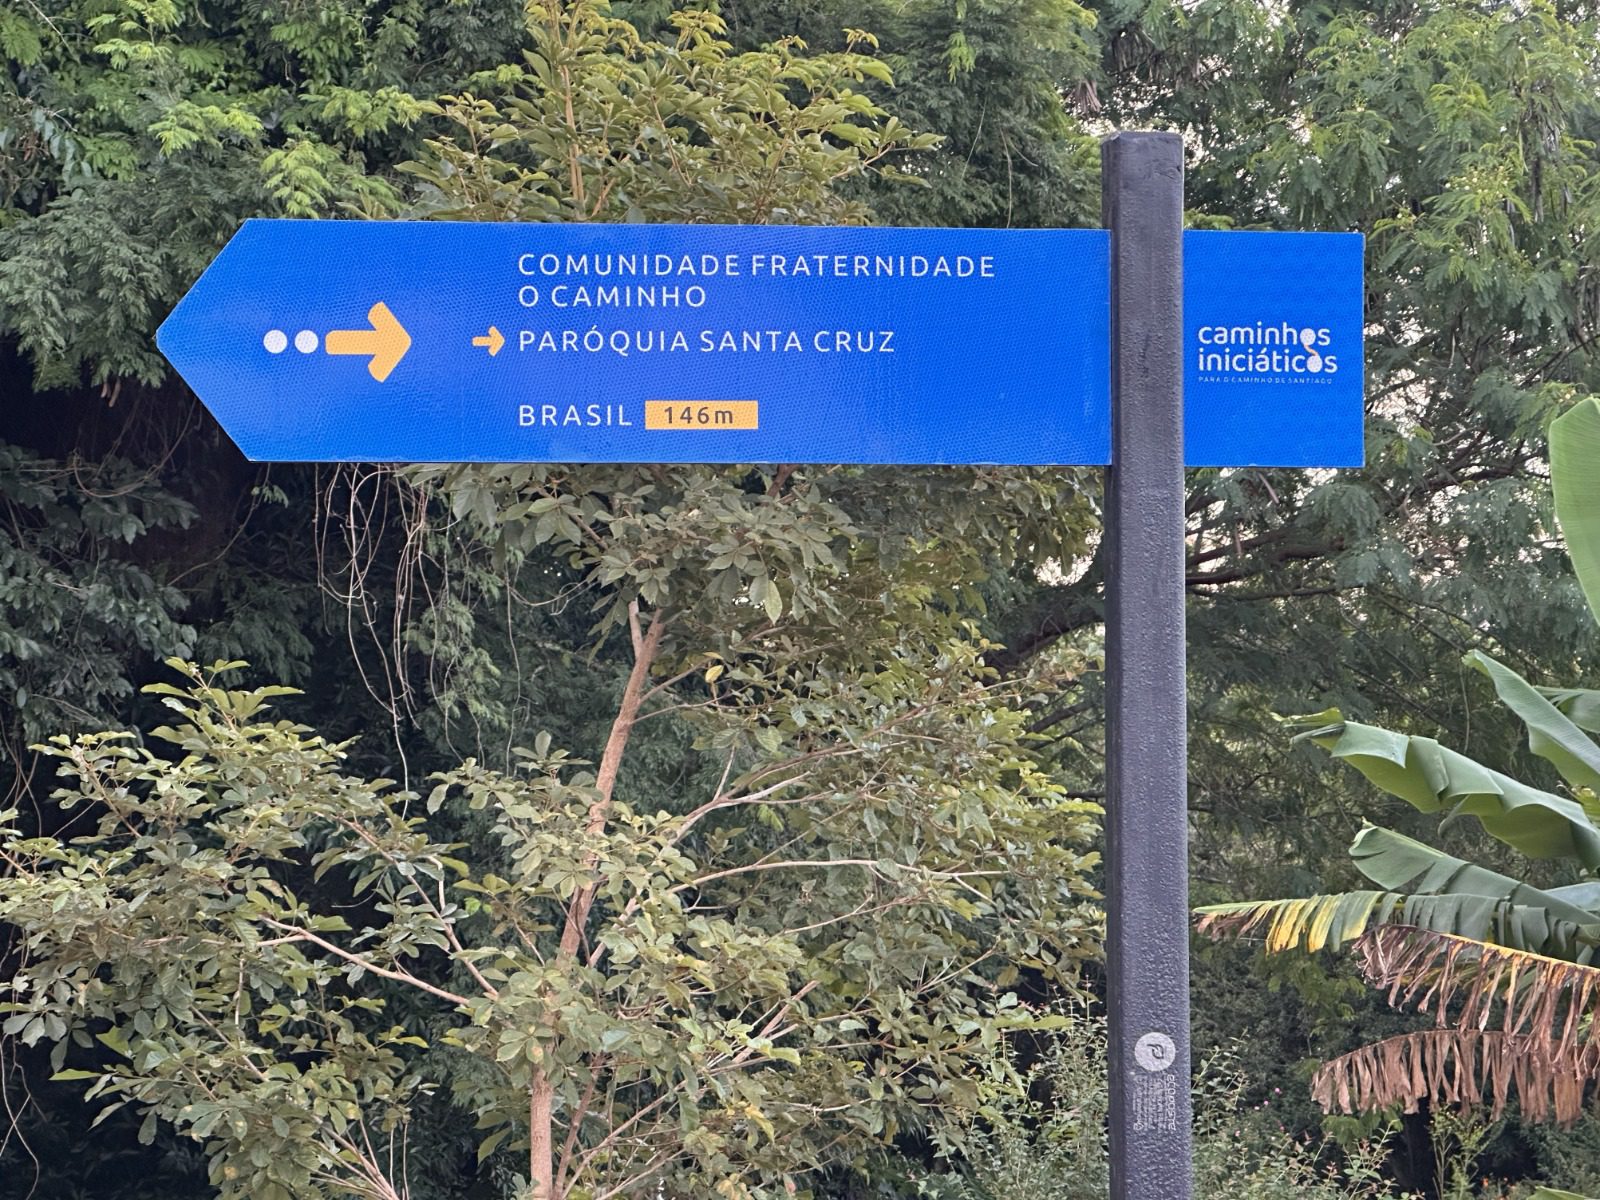 COMUNIDADE FRATERNIDADE
O CAMINHO
PARÓQUIA SANTA CRUZ
BRASIL 146m
caminhos
iniciáticos
PARA O CAMINHO DE SANTIAGO